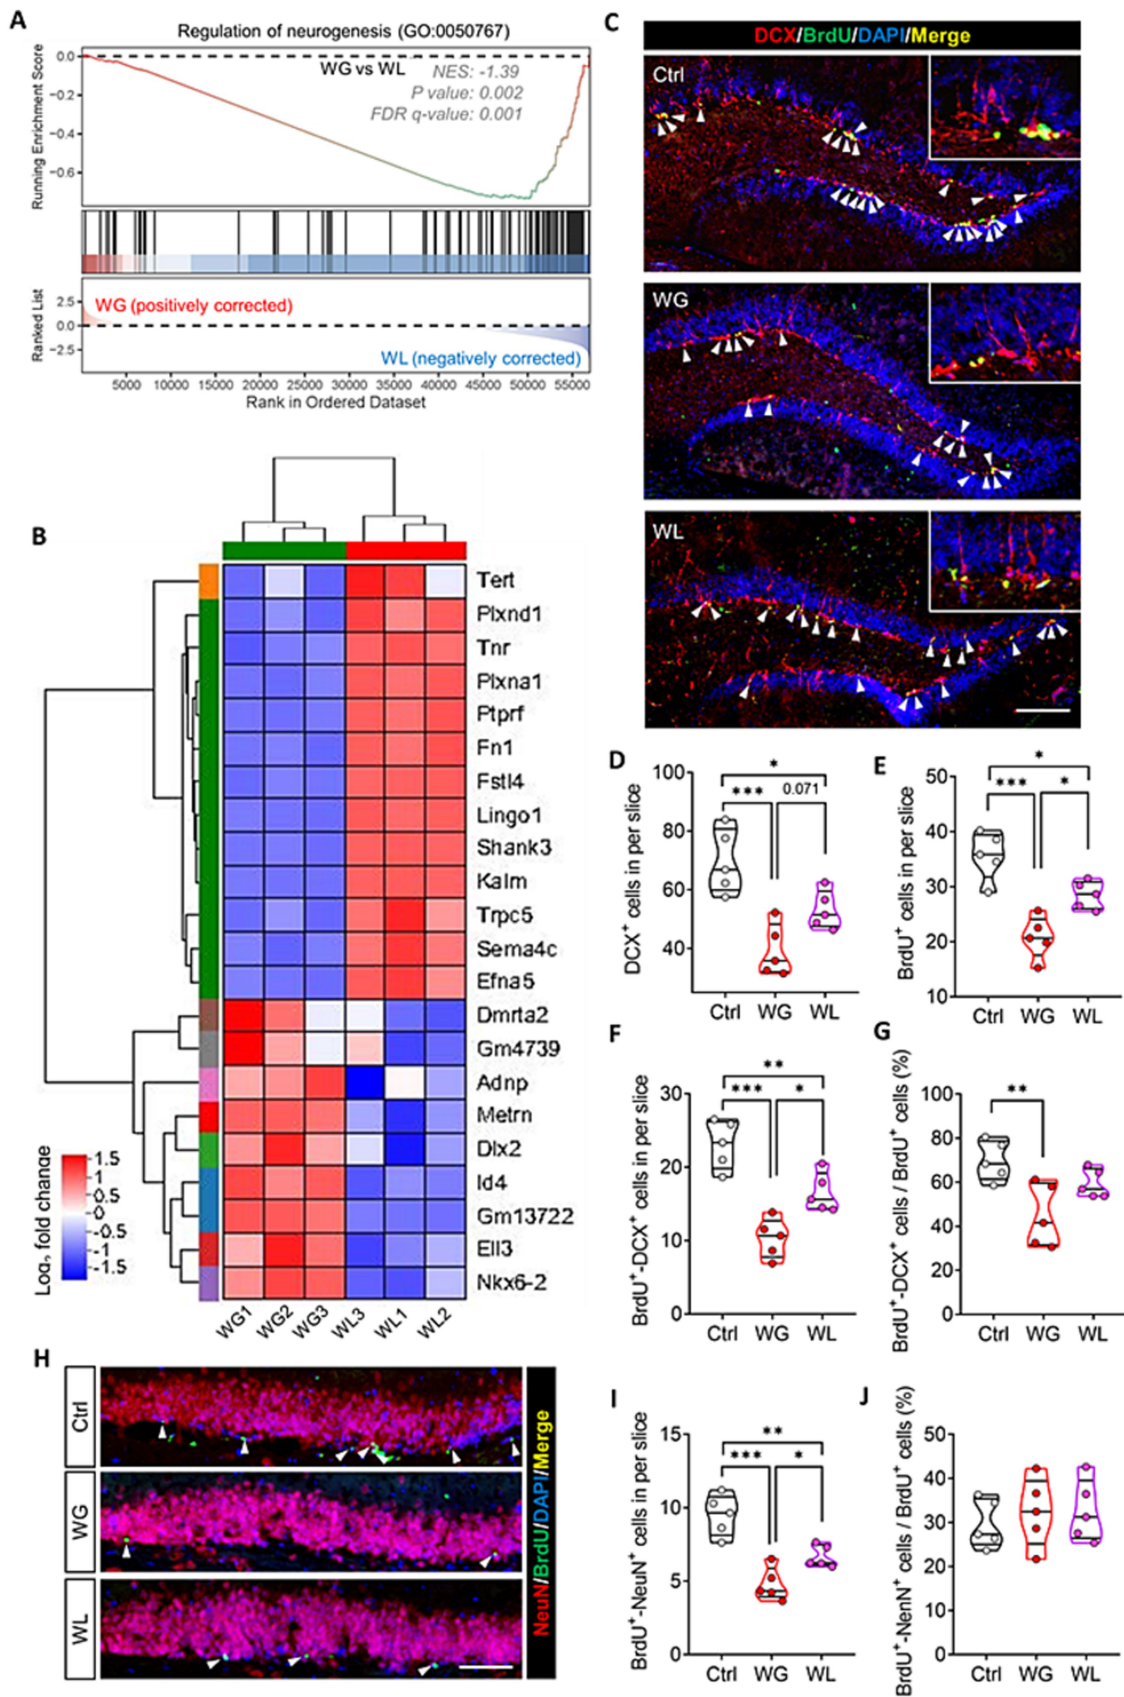 A
Regulation of neurogenesis (GO:0050767)
Running Enrichment Score
0.0
-0.2
-0.4
-0.6
WG vs WL
NES: -1.39
P value: 0.002
FDR q-value: 0.001
Ranked List
2.5
0.0
-2.5
WG (positively corrected)
WL (negatively corrected)
5000 10000 15000 20000 25000 30000 35000 40000 45000 50000 55000
Rank in Ordered Dataset
B
Tert
Plxnd1
Tnr
Plxna1
Ptprf
Fn1
Fstl4
Lingo1
Shank3
Kalrn
Trpc5
Sema4c
Efna5
Dmrta2
Gm4739
Adnp
Metrn
Dlx2
Id4
Gm13722
Ell3
Nkx6-2
WG1 WG2 WG3 WL3 WL1 WL2
Log₂ fold change
1.5
0.5
0
-0.5
-1.5
C
DCX/BrdU/DAPI/Merge
Ctrl
WG
WL
D
DCX⁺ cells in per slice
100
80
60
40
*
*** 0.071
Ctrl WG WL
E
BrdU⁺ cells in per slice
50
40
30
20
10
*
*** *
Ctrl WG WL
F
BrdU⁺-DCX⁺ cells in per slice
30
20
10
0
**
*** *
Ctrl WG WL
G
BrdU⁺-DCX⁺ cells / BrdU⁺ cells (%)
100
80
60
40
20
0
**
Ctrl WG WL
H
Ctrl
WG
WL
NeuN/BrdU/DAPI/Merge
I
BrdU⁺-NeuN⁺ cells in per slice
15
10
5
0
**
*** *
Ctrl WG WL
J
BrdU⁺-NenN⁺ cells / BrdU⁺ cells (%)
50
40
30
20
10
0
Ctrl WG WL